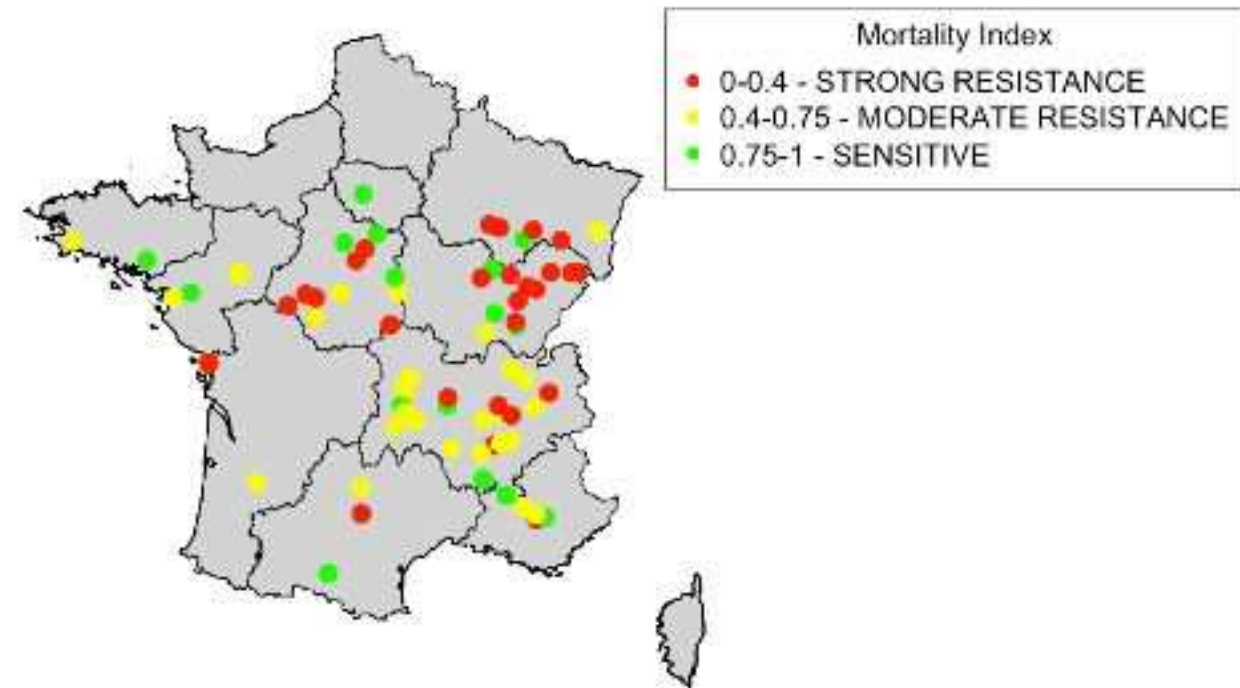 Mortality Index
0-0.4 - STRONG RESISTANCE
0.4-0.75 - MODERATE RESISTANCE
0.75-1 - SENSITIVE